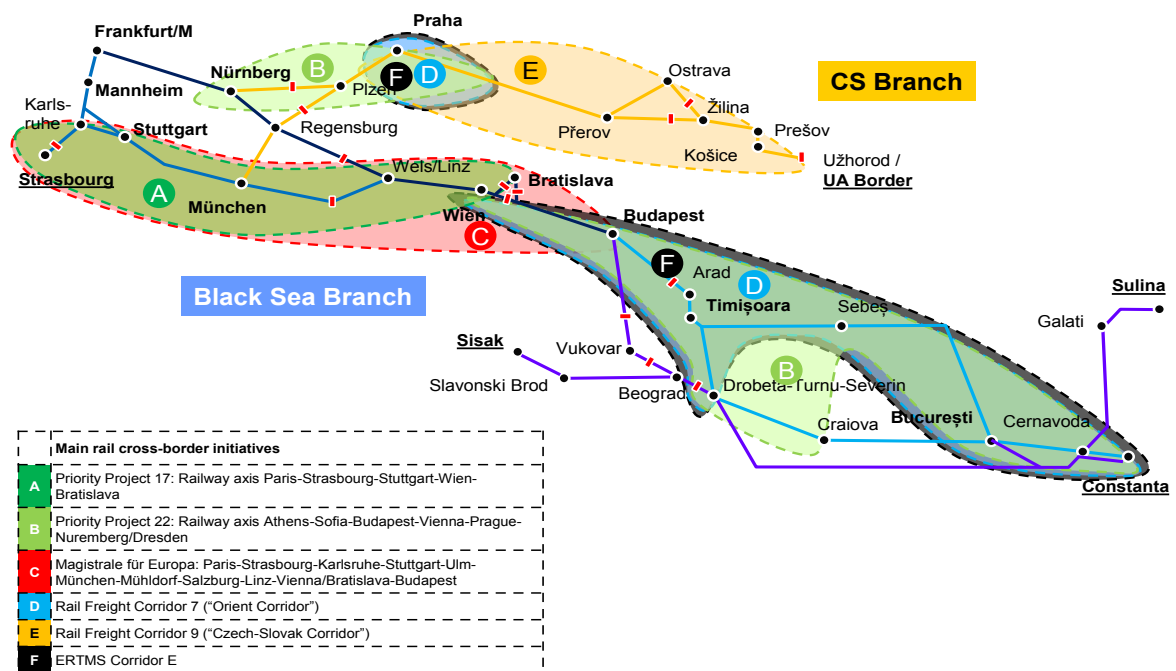 Praha
Frankfurt/M
Nürnberg
B
F
D
E
Ostrava
CS Branch
Mannheim
Plzeň
Karls-
ruhe
Stuttgart
Regensburg
Přerov
Žilina
Prešov
Košice
Užhorod /
UA Border
Strasbourg
A
München
Wels/Linz
Bratislava
Wien
C
Budapest
Black Sea Branch
F
Arad
D
Timișoara
Sebeș
Sulina
Galati
Sisak
Vukovar
Slavonski Brod
Beograd
B
Drobeta-Turnu-Severin
Craiova
București
Cernavoda
Constanta
Main rail cross-border initiatives
A Priority Project 17: Railway axis Paris-Strasbourg-Stuttgart-Wien-
Bratislava
B Priority Project 22: Railway axis Athens-Sofia-Budapest-Vienna-Prague-
Nuremberg/Dresden
C Magistrale für Europa: Paris-Strasbourg-Karlsruhe-Stuttgart-Ulm-
München-Mühldorf-Salzburg-Linz-Vienna/Bratislava-Budapest
D Rail Freight Corridor 7 (“Orient Corridor”)
E Rail Freight Corridor 9 (“Czech-Slovak Corridor”)
F ERTMS Corridor E